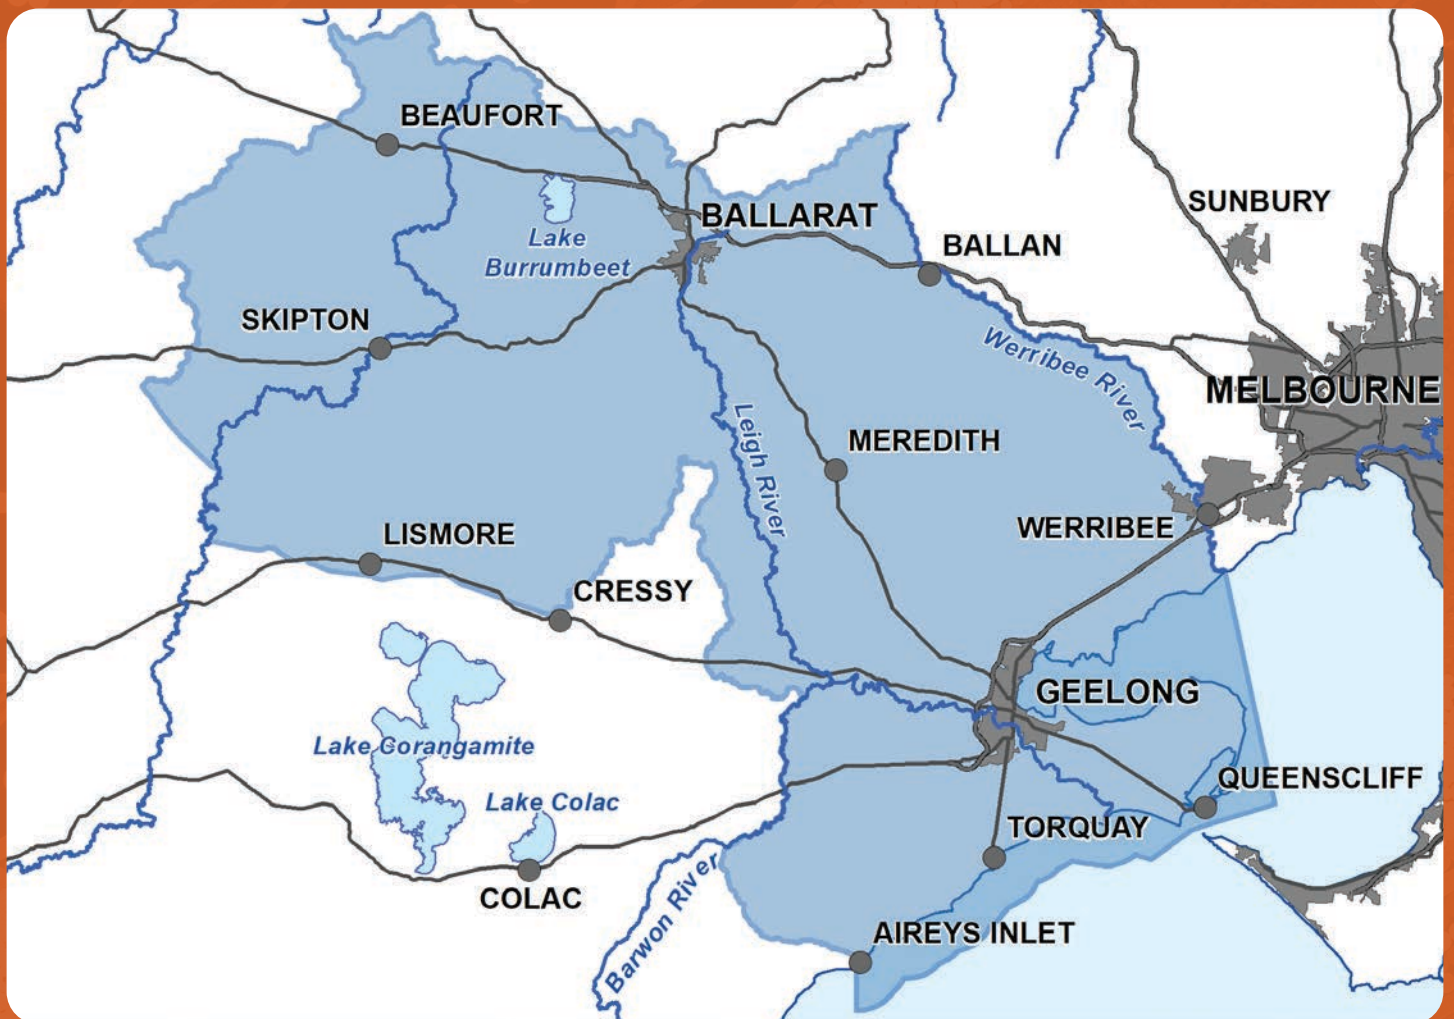 BEAUFORT
SUNBURY
BALLARAT
Lake
Burrumbeet
BALLAN
SKIPTON
Werribee River
MELBOURNE
Leigh River
MEREDITH
WERRIBEE
LISMORE
CRESSY
GEELONG
Lake Corangamite
QUEENSCLIFF
Lake Colac
TORQUAY
COLAC
Barwon River
AIREYS INLET